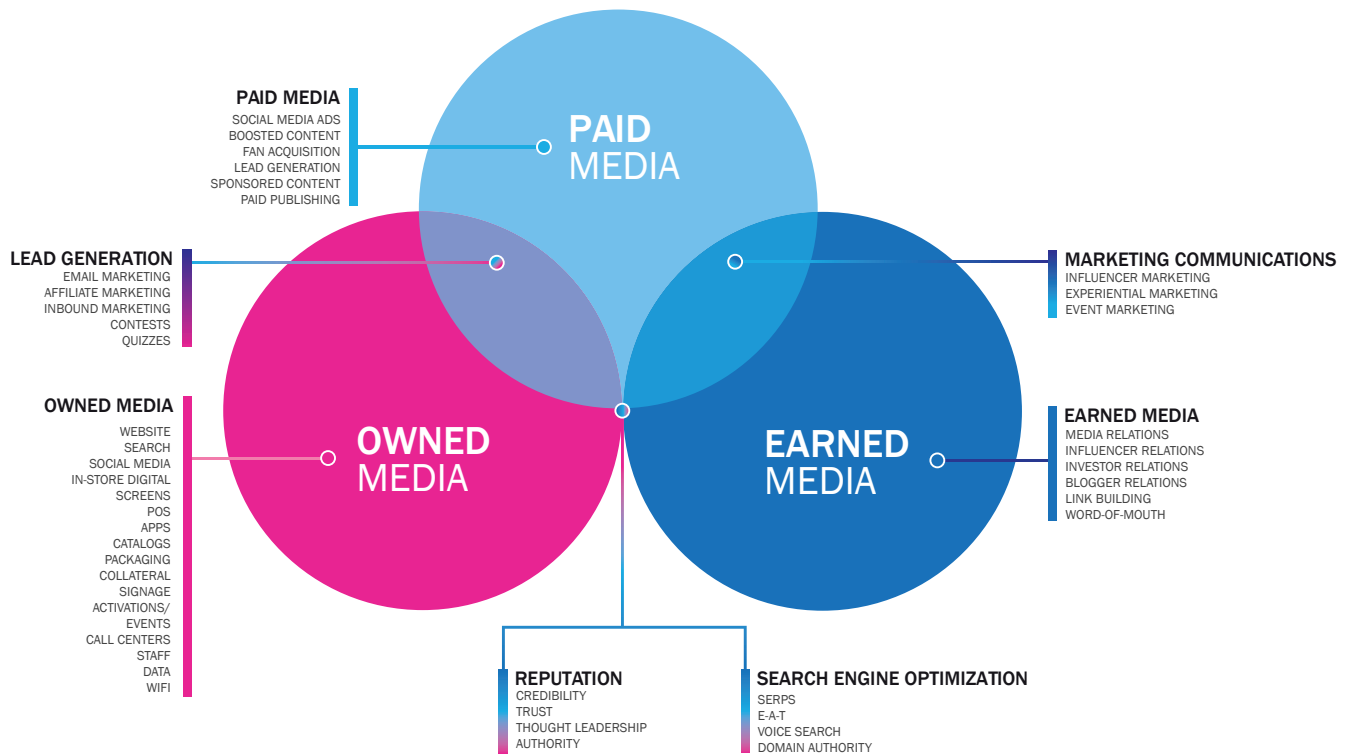 PAID MEDIA
SOCIAL MEDIA ADS
BOOSTED CONTENT
FAN ACQUISITION
LEAD GENERATION
SPONSORED CONTENT
PAID PUBLISHING
PAID
MEDIA
LEAD GENERATION
EMAIL MARKETING
AFFILIATE MARKETING
INBOUND MARKETING
CONTESTS
QUIZZES
MARKETING COMMUNICATIONS
INFLUENCER MARKETING
EXPERIENTIAL MARKETING
EVENT MARKETING
OWNED MEDIA
WEBSITE
SEARCH
SOCIAL MEDIA
IN-STORE DIGITAL
SCREENS
POS
APPS
CATALOGS
PACKAGING
COLLATERAL
SIGNAGE
ACTIVATIONS/
EVENTS
CALL CENTERS
STAFF
DATA
WIFI
OWNED
MEDIA
EARNED
MEDIA
EARNED MEDIA
MEDIA RELATIONS
INFLUENCER RELATIONS
INVESTOR RELATIONS
BLOGGER RELATIONS
LINK BUILDING
WORD-OF-MOUTH
REPUTATION
CREDIBILITY
TRUST
THOUGHT LEADERSHIP
AUTHORITY
SEARCH ENGINE OPTIMIZATION
SERPS
E-A-T
VOICE SEARCH
DOMAIN AUTHORITY